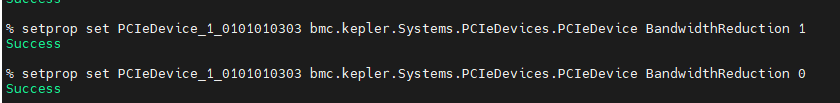 Success
% setprop set PCIeDevice_1_0101010303 bmc.kepler.Systems.PCIeDevices.PCIeDevice BandwidthReduction 1
Success
% setprop set PCIeDevice_1_0101010303 bmc.kepler.Systems.PCIeDevices.PCIeDevice BandwidthReduction 0
Success